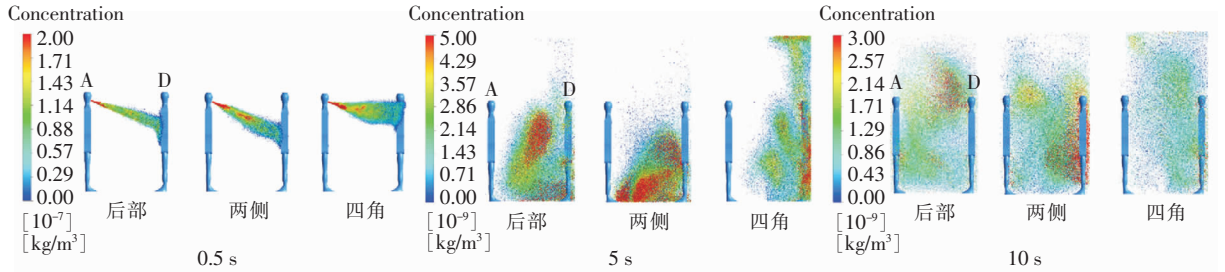 Concentration
2.00
1.71
1.43
1.14
0.88
0.57
0.29
0.00
[10⁻⁷]
[kg/m³]
A D
后部 两侧 四角
0.5 s
Concentration
5.00
4.29
3.57
2.86
2.14
1.43
0.71
0.00
[10⁻⁹]
[kg/m³]
A D
后部 两侧 四角
5 s
Concentration
3.00
2.57
2.14
1.71
1.29
0.88
0.43
0.00
[10⁻⁹]
[kg/m³]
A D
后部 两侧 四角
10 s